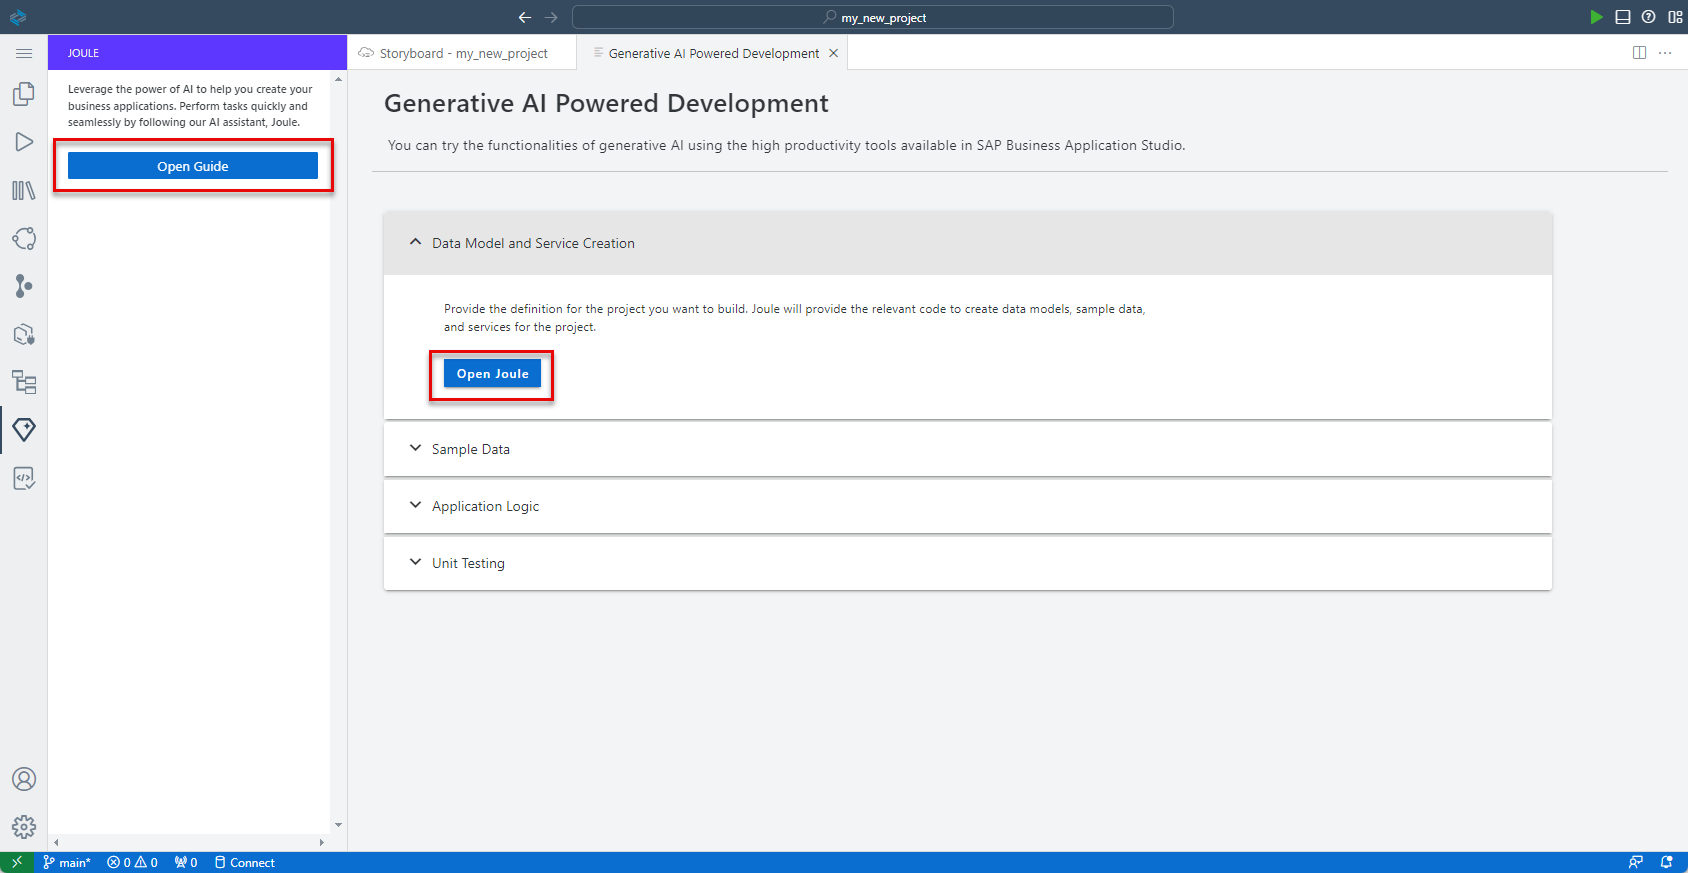 my_new_project
JOULE
Storyboard - my_new_project
Generative AI Powered Development
Leverage the power of AI to help you create your
business applications. Perform tasks quickly and
seamlessly by following our AI assistant, Joule.
Open Guide
Generative AI Powered Development
You can try the functionalities of generative AI using the high productivity tools available in SAP Business Application Studio.
Data Model and Service Creation
Provide the definition for the project you want to build. Joule will provide the relevant code to create data models, sample data,
and services for the project.
Open Joule
Sample Data
Application Logic
Unit Testing
main* 0 0 0 Connect